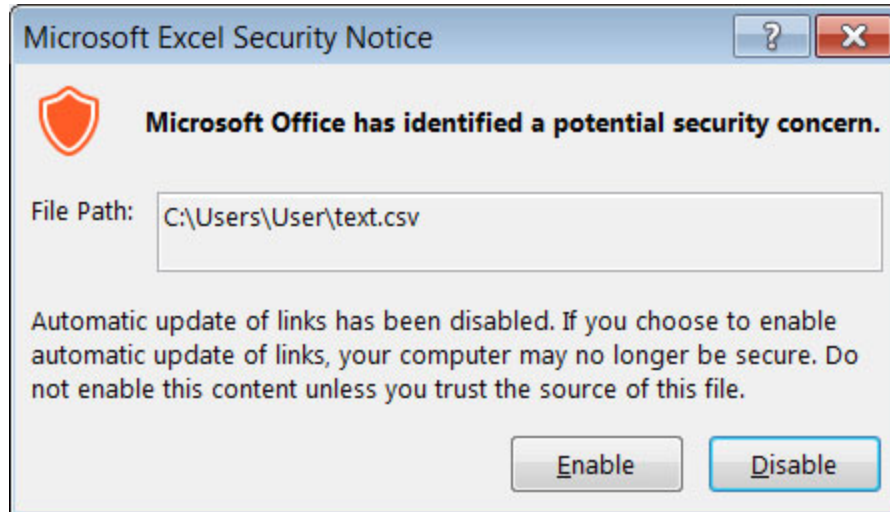 Microsoft Excel Security Notice
Microsoft Office has identified a potential security concern.
File Path: C:\Users\User\text.csv
Automatic update of links has been disabled. If you choose to enable
automatic update of links, your computer may no longer be secure. Do
not enable this content unless you trust the source of this file.
Enable Disable